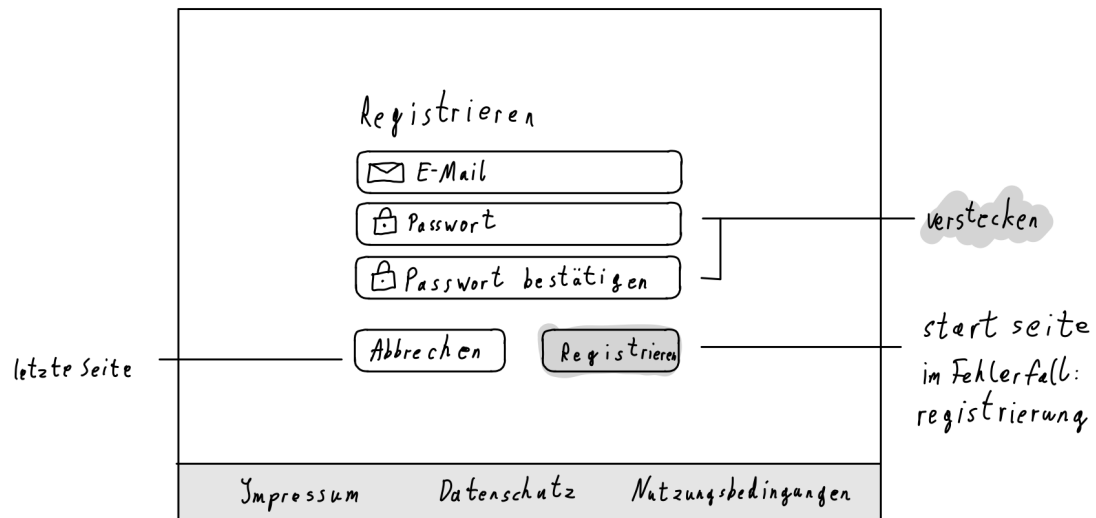 Registrieren
E-Mail
Passwort
Passwort bestätigen
verstecken
Abbrechen
Registrieren
letzte Seite
start seite
im Fehlerfall:
registrierung
Impressum
Datenschutz
Nutzungsbedingungen